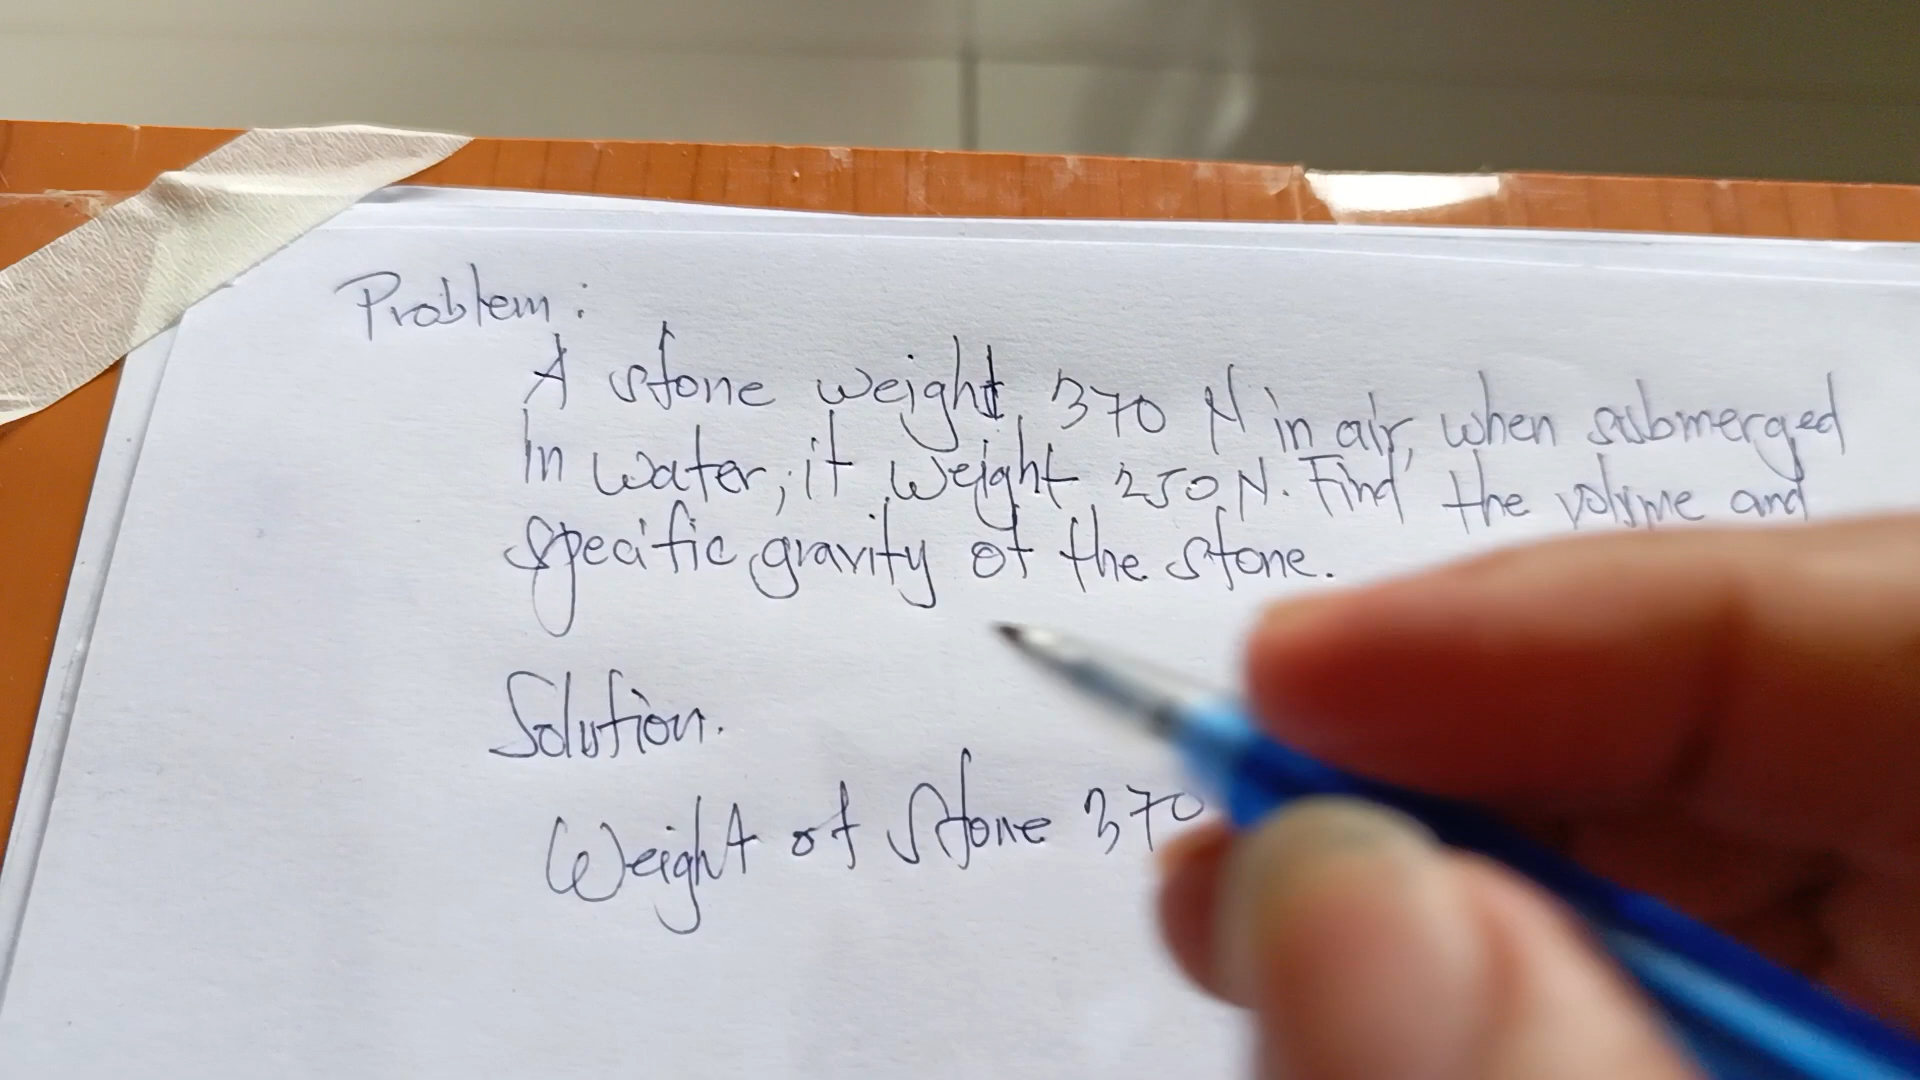 Problem:
A stone weight 370 N in air, when submerged
In water, it weight 250 N. Find the volume and
specific gravity of the stone.
Solution.
Weight of stone 370